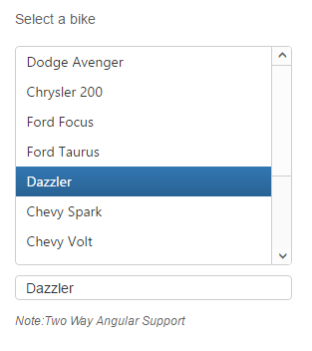 Select a bike
Dodge Avenger
Chrysler 200
Ford Focus
Ford Taurus
Dazzler
Chevy Spark
Chevy Volt
Dazzler
Note:Two Way Angular Support